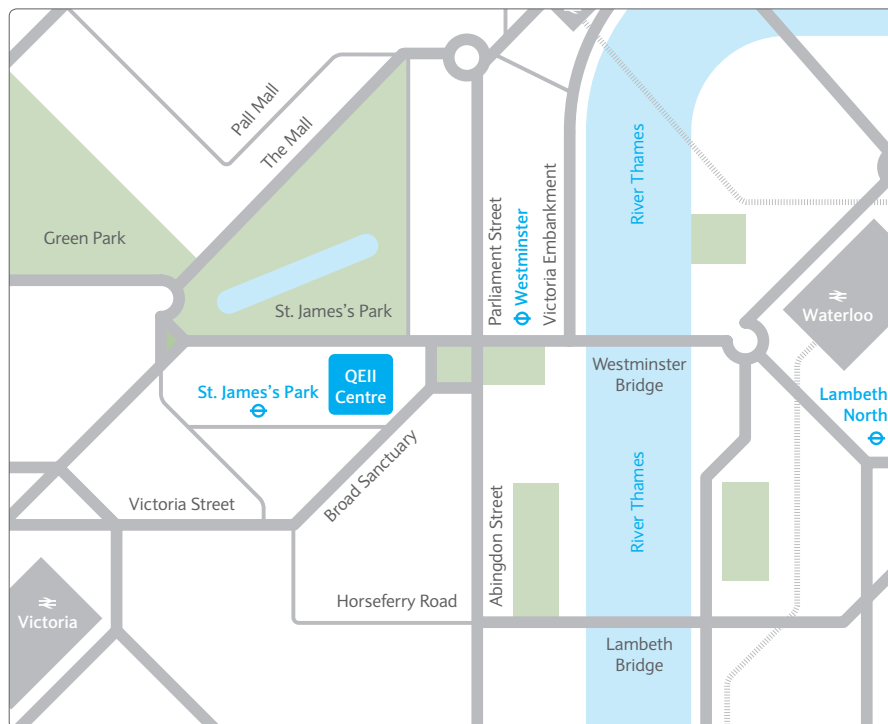 Pall Mall
The Mall
Green Park
St. James's Park
Parliament Street
Westminster
Victoria Embankment
River Thames
Waterloo
QEII
Centre
St. James's Park
Westminster
Bridge
Lambeth
North
Broad Sanctuary
Victoria Street
Abingdon Street
River Thames
Horseferry Road
Victoria
Lambeth
Bridge